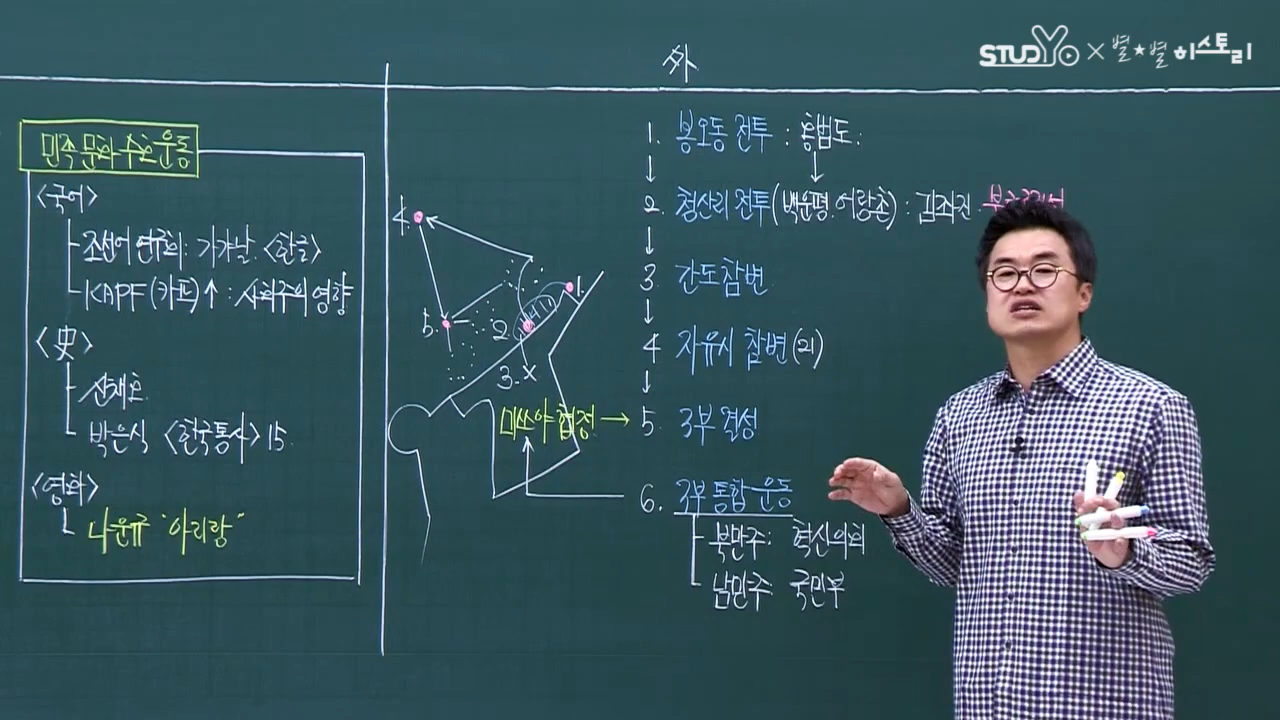 STUDYo × 별★별 히스토리
外
민족 문화 수호 운동
<국어>
조선어 연구회: 가갸날. <한글>
KAPF (카프)↑: 사회주의 영향
<史>
신채호
박은식 <한국통사> 15.
<영화>
나운규 "아리랑"
4.
5.
2.
1.
3. ×
미쓰야 협정 →
1. 봉오동 전투 : 홍범도.
2. 청산리 전투 (백운평. 어랑촌) : 김좌진.
3. 간도 참변
4. 자유시 참변 (21)
5. 3부 결성
6. 3부 통합 운동
북만주: 혁신의회
남만주: 국민부